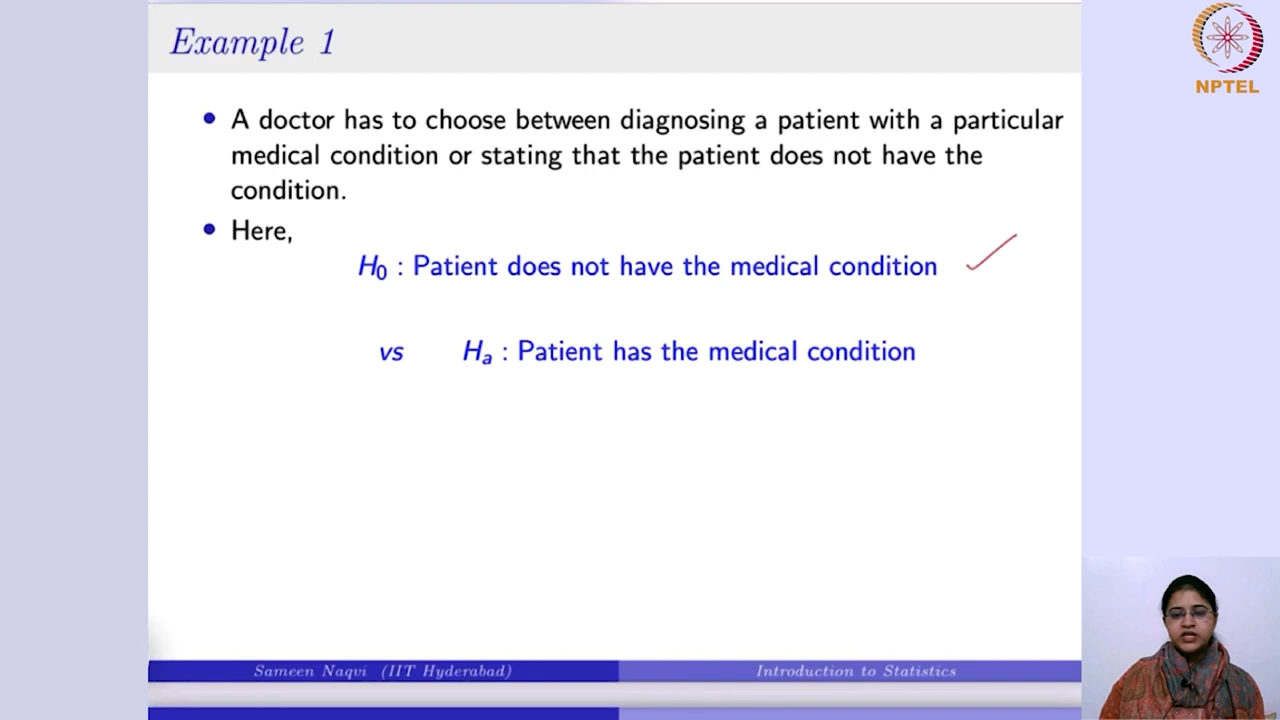 Example 1
NPTEL
• A doctor has to choose between diagnosing a patient with a particular
medical condition or stating that the patient does not have the
condition.
• Here,
H₀ : Patient does not have the medical condition
vs Hₐ : Patient has the medical condition
Sameen Naqvi (IIT Hyderabad) Introduction to Statistics